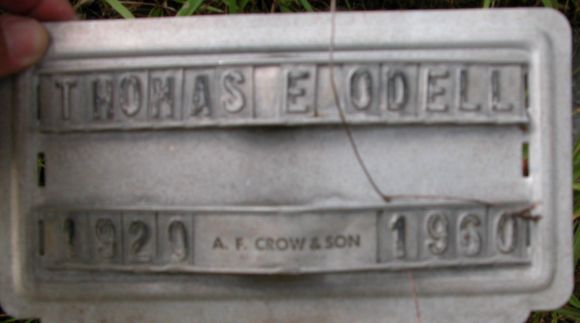 THOMAS E ODELL
1920 A. F. CROW & SON 1960